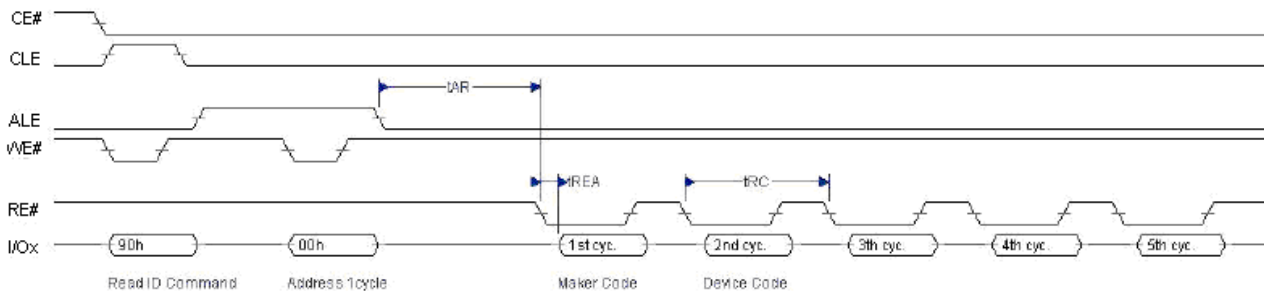 CE#
CLE
tAR
ALE
WE#
tREA
tRC
RE#
I/Ox
90h
00h
1st cyc.
2nd cyc.
3th cyc.
4th cyc.
5th cyc.
Read ID Command
Address 1cycle
Maker Code
Device Code